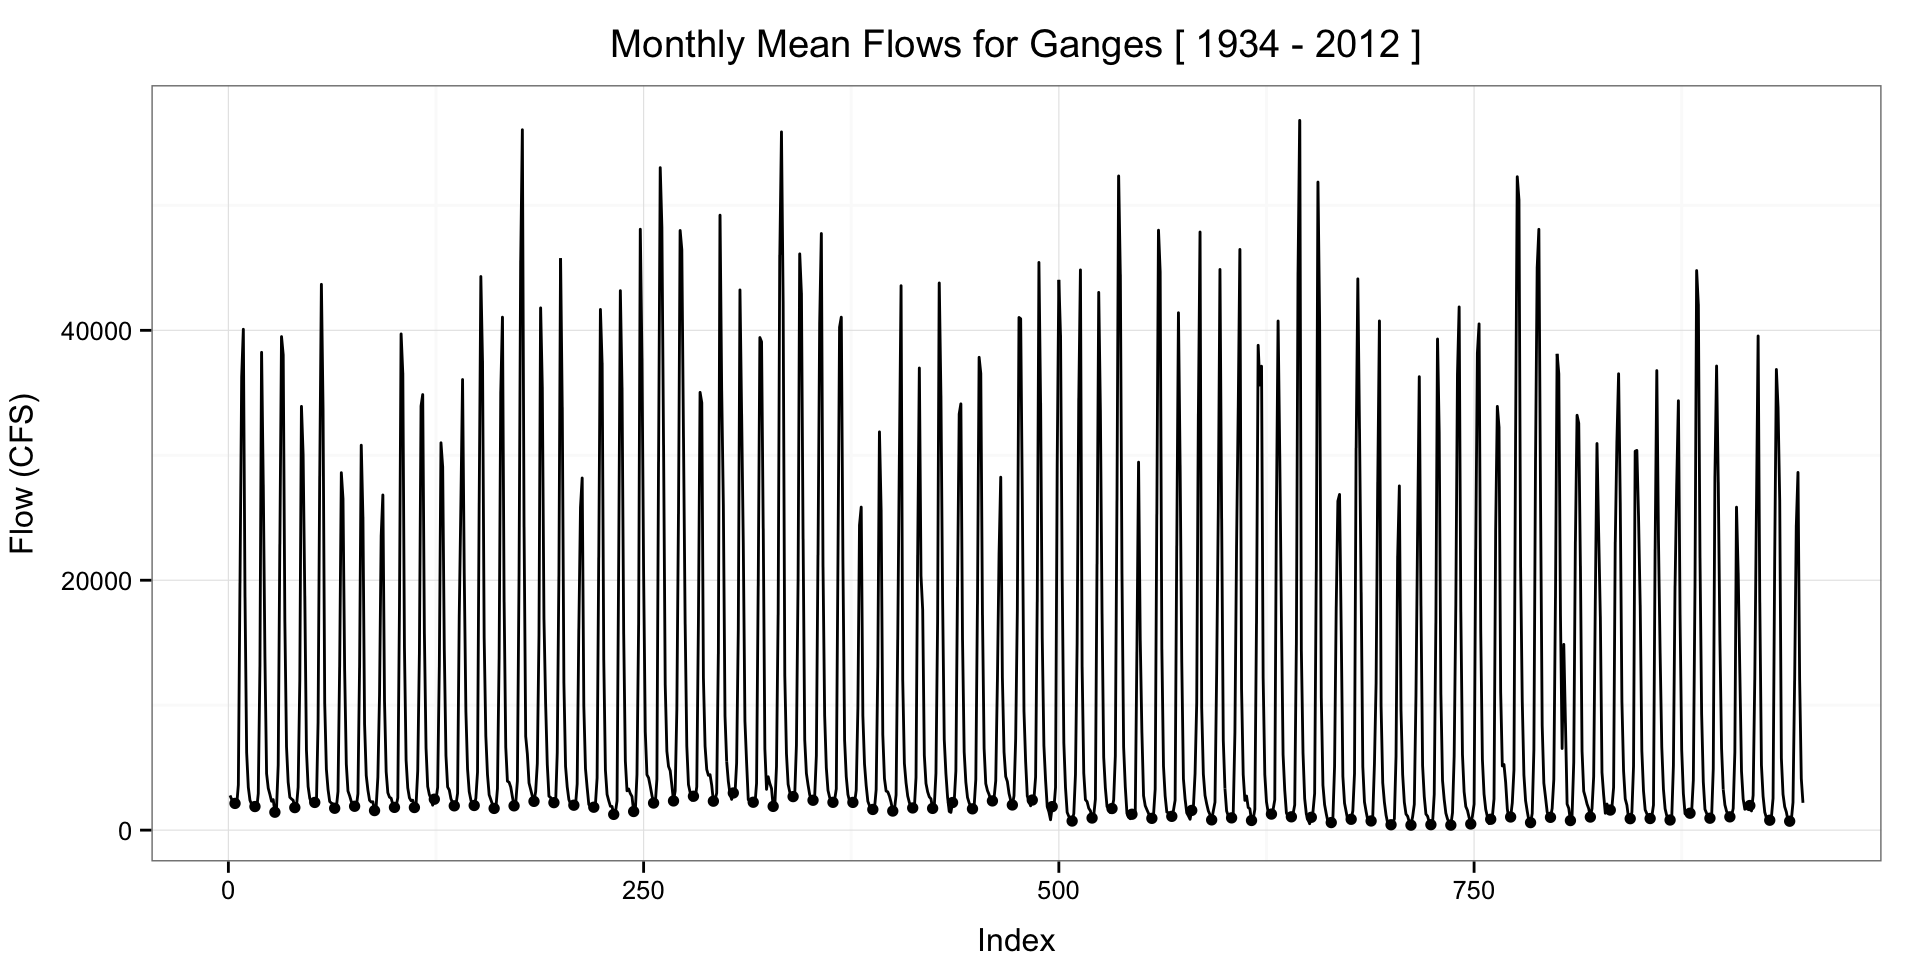 Monthly Mean Flows for Ganges [ 1934 - 2012 ]
Flow (CFS)
40000
20000
0
0 250 500 750
Index